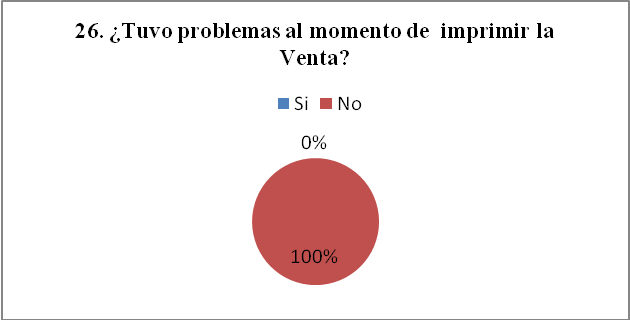 26. ¿Tuvo problemas al momento de imprimir la
Venta?
Si No
0%
100%